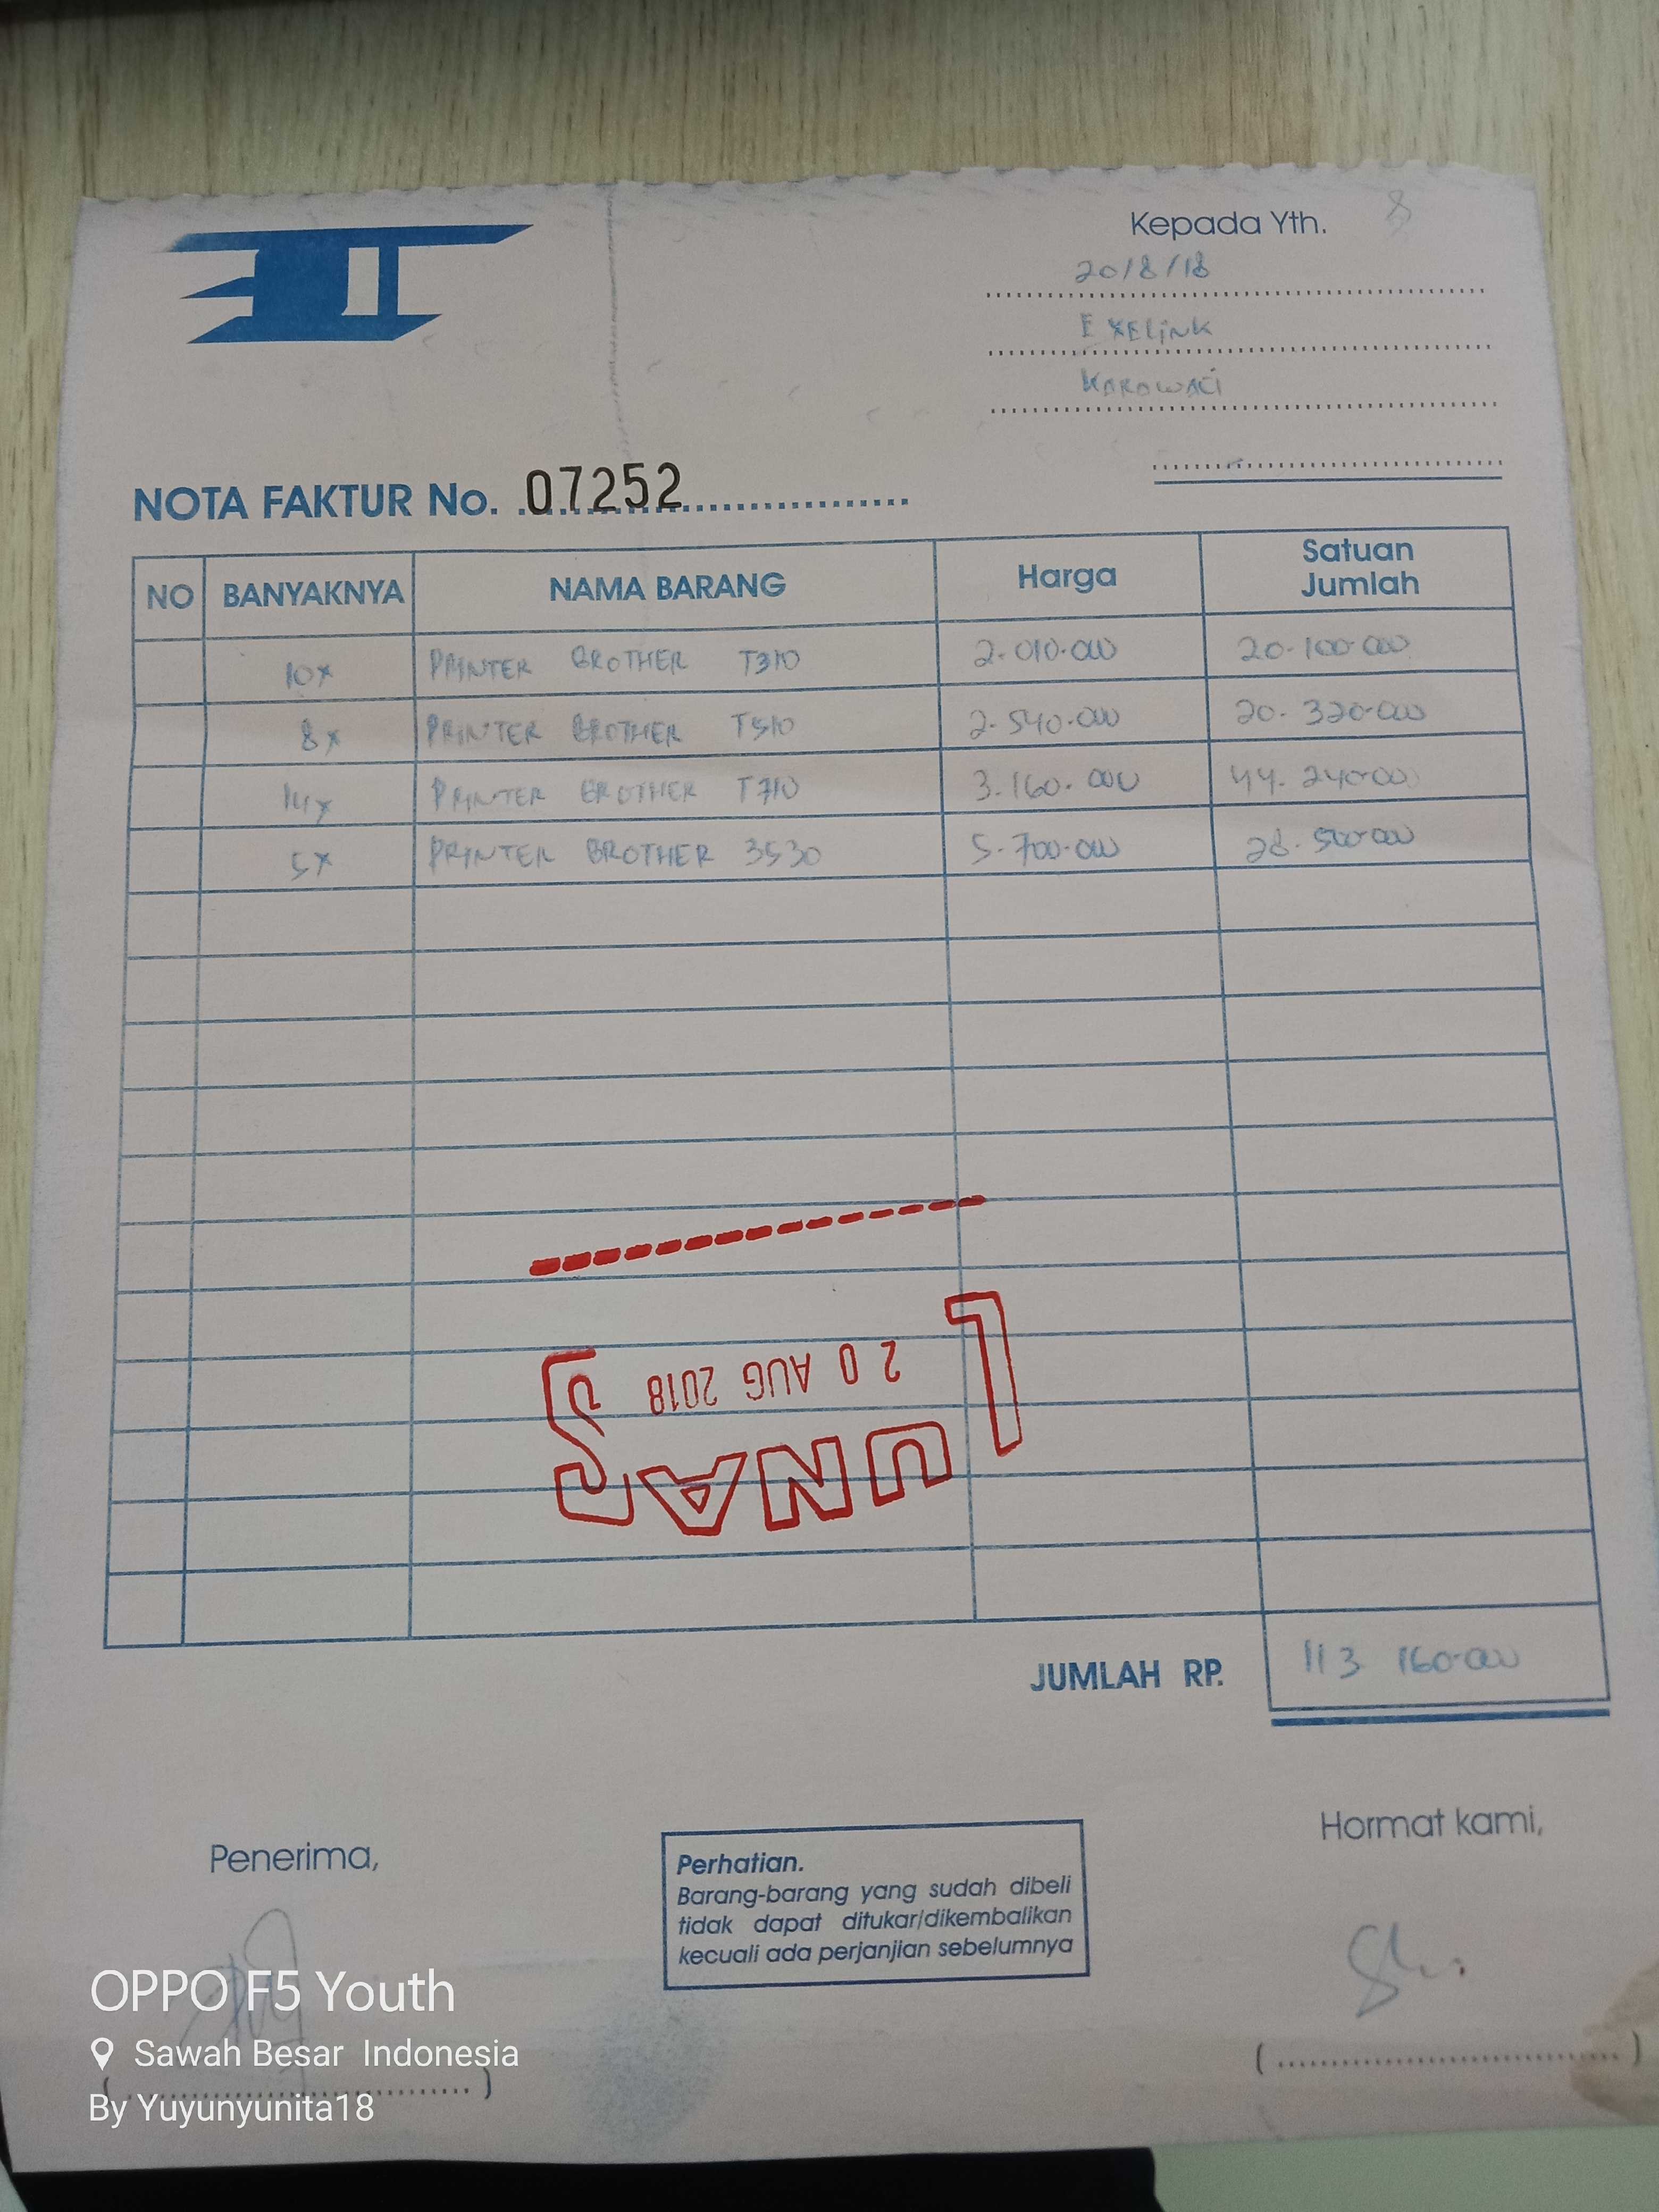 Kepada Yth.
20/8/18
EXELINK
KARAWACI
NOTA FAKTUR No. 07252
NO BANYAKNYA NAMA BARANG Harga Satuan Jumlah
10x PRINTER BROTHER T310 2.010.000 20.100.000
8x PRINTER BROTHER T510 2.540.000 20.320.000
14x PRINTER BROTHER T710 3.160.000 44.240.000
5x PRINTER BROTHER 3530 5.700.000 28.500.000
LUNAS
20 AUG 2018
JUMLAH RP. 113 160.000
Penerima,
Hormat kami,
Perhatian.
Barang-barang yang sudah dibeli
tidak dapat ditukar/dikembalikan
kecuali ada perjanjian sebelumnya
OPPO F5 Youth
Sawah Besar Indonesia
By Yuyunyunita18